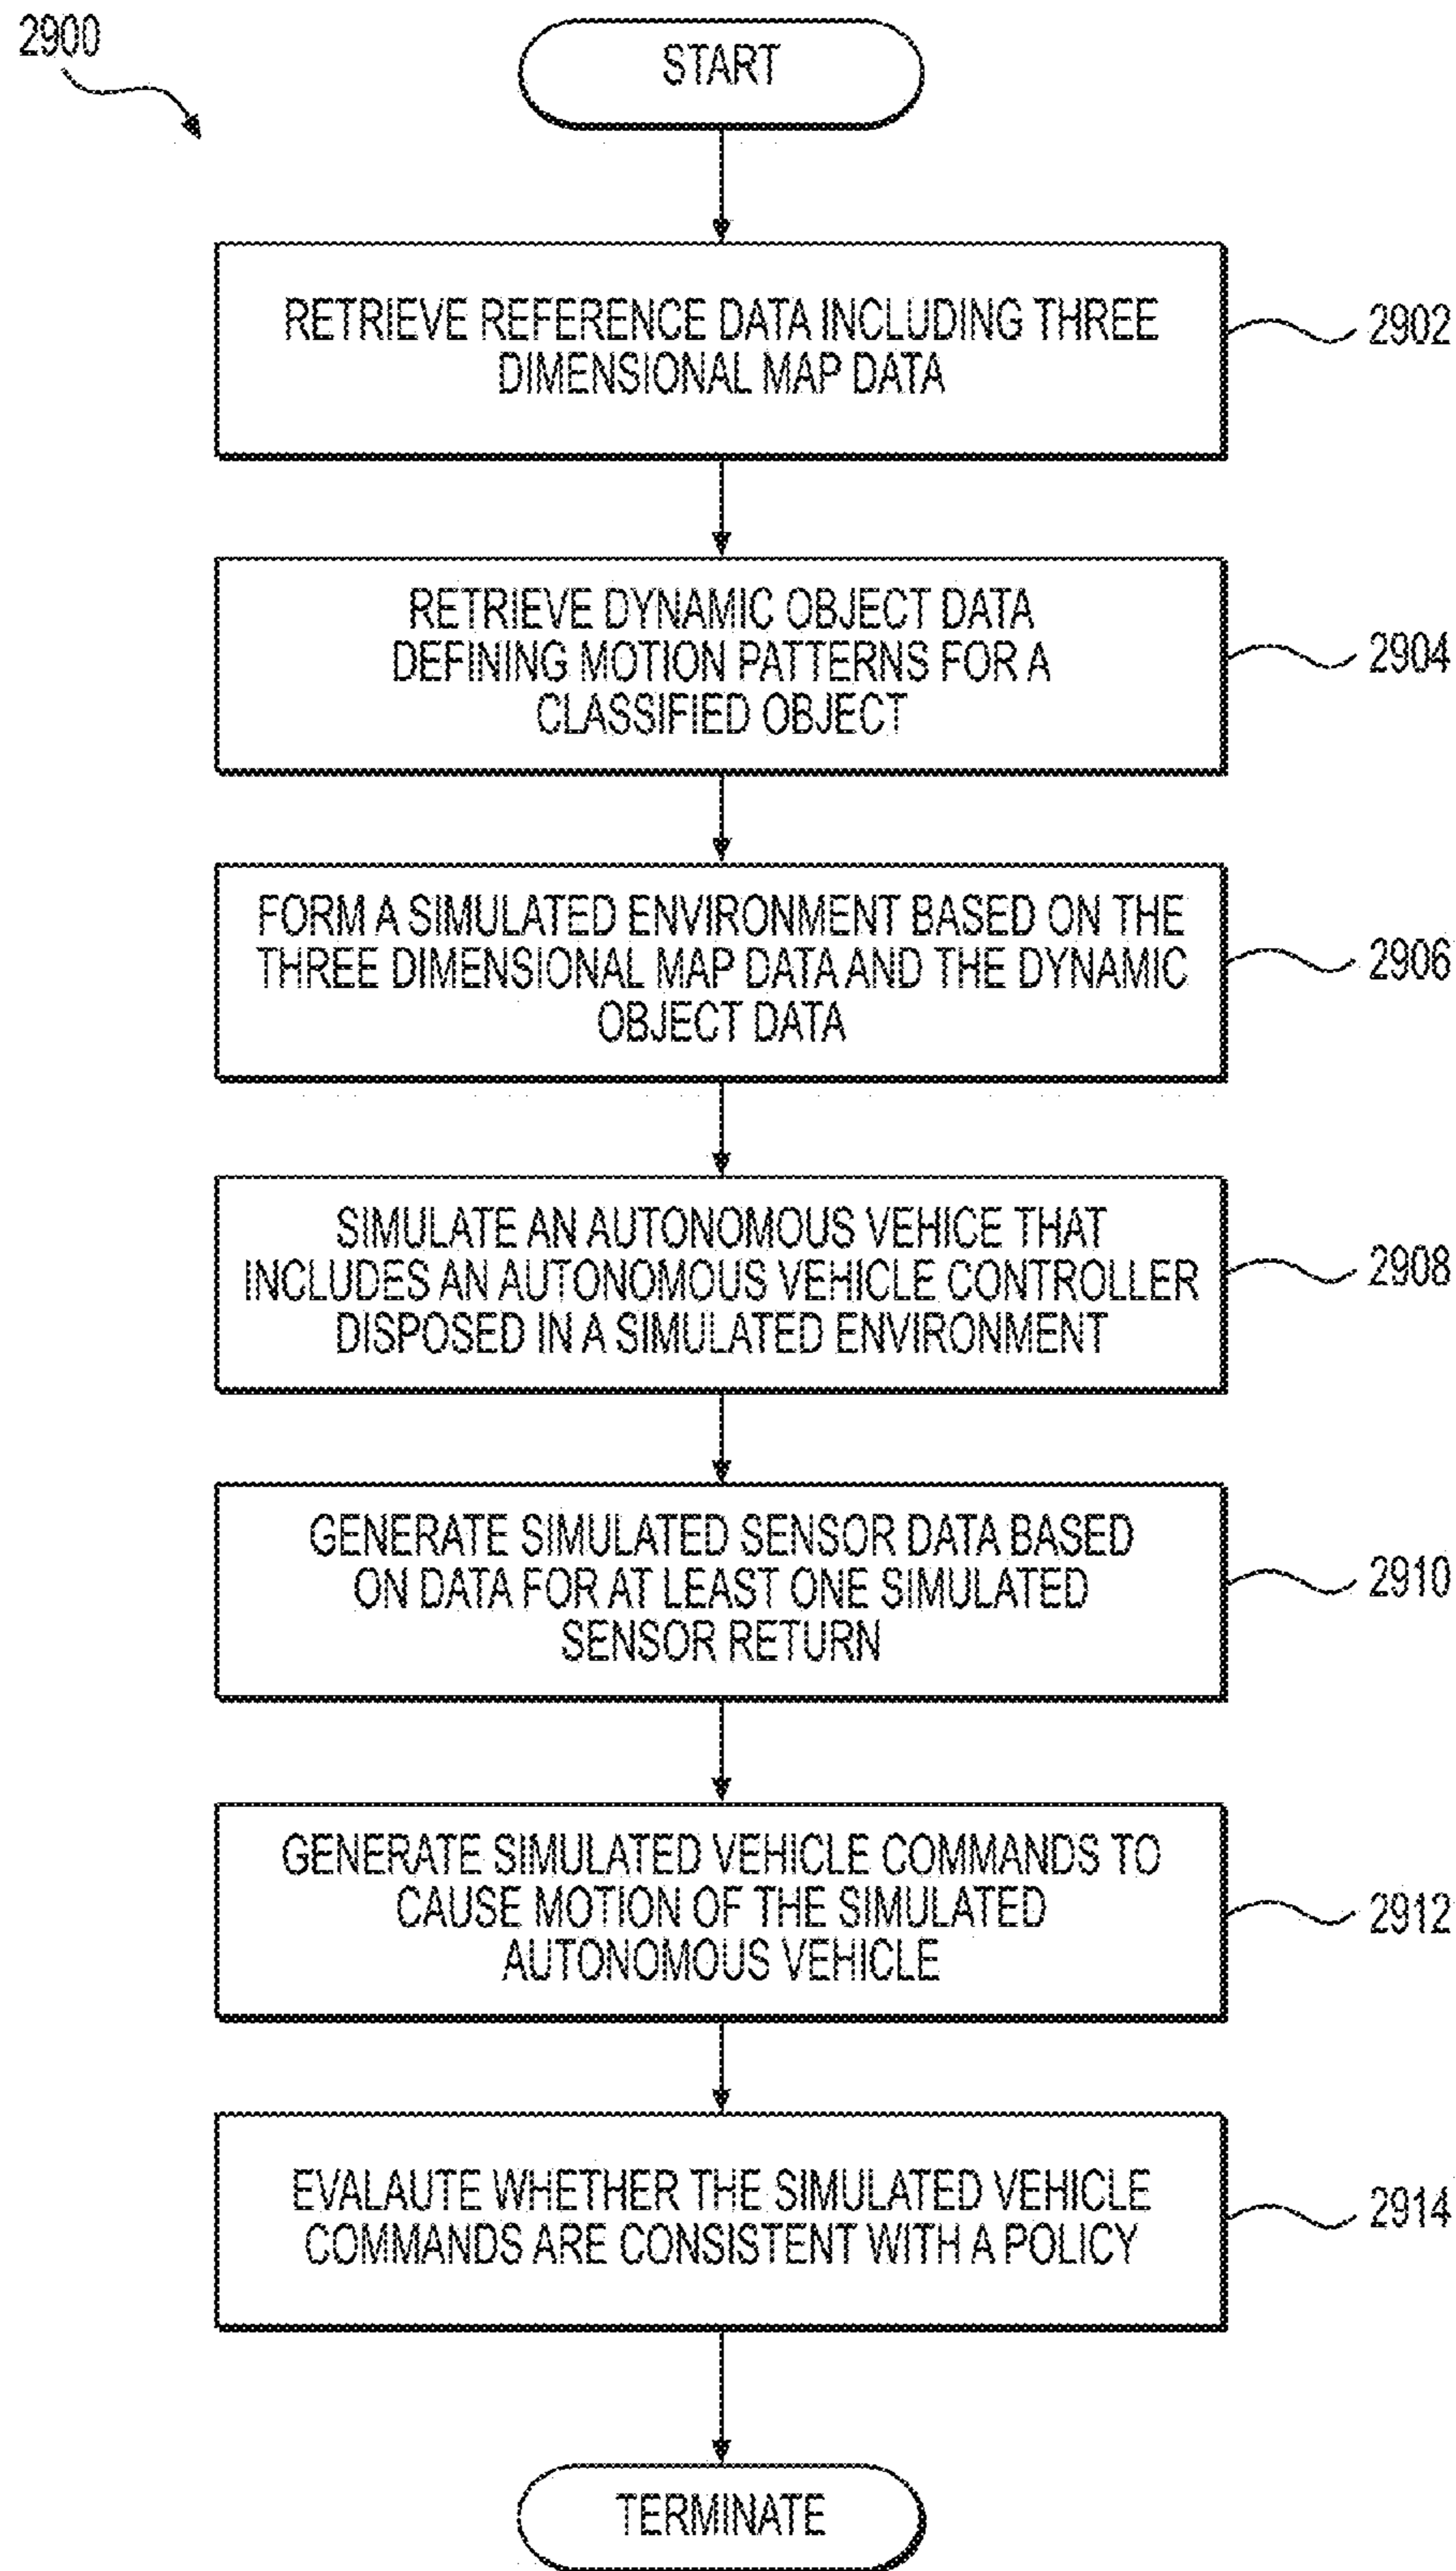 2900
START
RETRIEVE REFERENCE DATA INCLUDING THREE
DIMENSIONAL MAP DATA
2902
RETRIEVE DYNAMIC OBJECT DATA
DEFINING MOTION PATTERNS FOR A
CLASSIFIED OBJECT
2904
FORM A SIMULATED ENVIRONMENT BASED ON THE
THREE DIMENSIONAL MAP DATA AND THE DYNAMIC
OBJECT DATA
2906
SIMULATE AN AUTONOMOUS VEHICE THAT
INCLUDES AN AUTONOMOUS VEHICLE CONTROLLER
DISPOSED IN A SIMULATED ENVIRONMENT
2908
GENERATE SIMULATED SENSOR DATA BASED
ON DATA FOR AT LEAST ONE SIMULATED
SENSOR RETURN
2910
GENERATE SIMULATED VEHICLE COMMANDS TO
CAUSE MOTION OF THE SIMULATED
AUTONOMOUS VEHICLE
2912
EVALAUTE WHETHER THE SIMULATED VEHICLE
COMMANDS ARE CONSISTENT WITH A POLICY
2914
TERMINATE